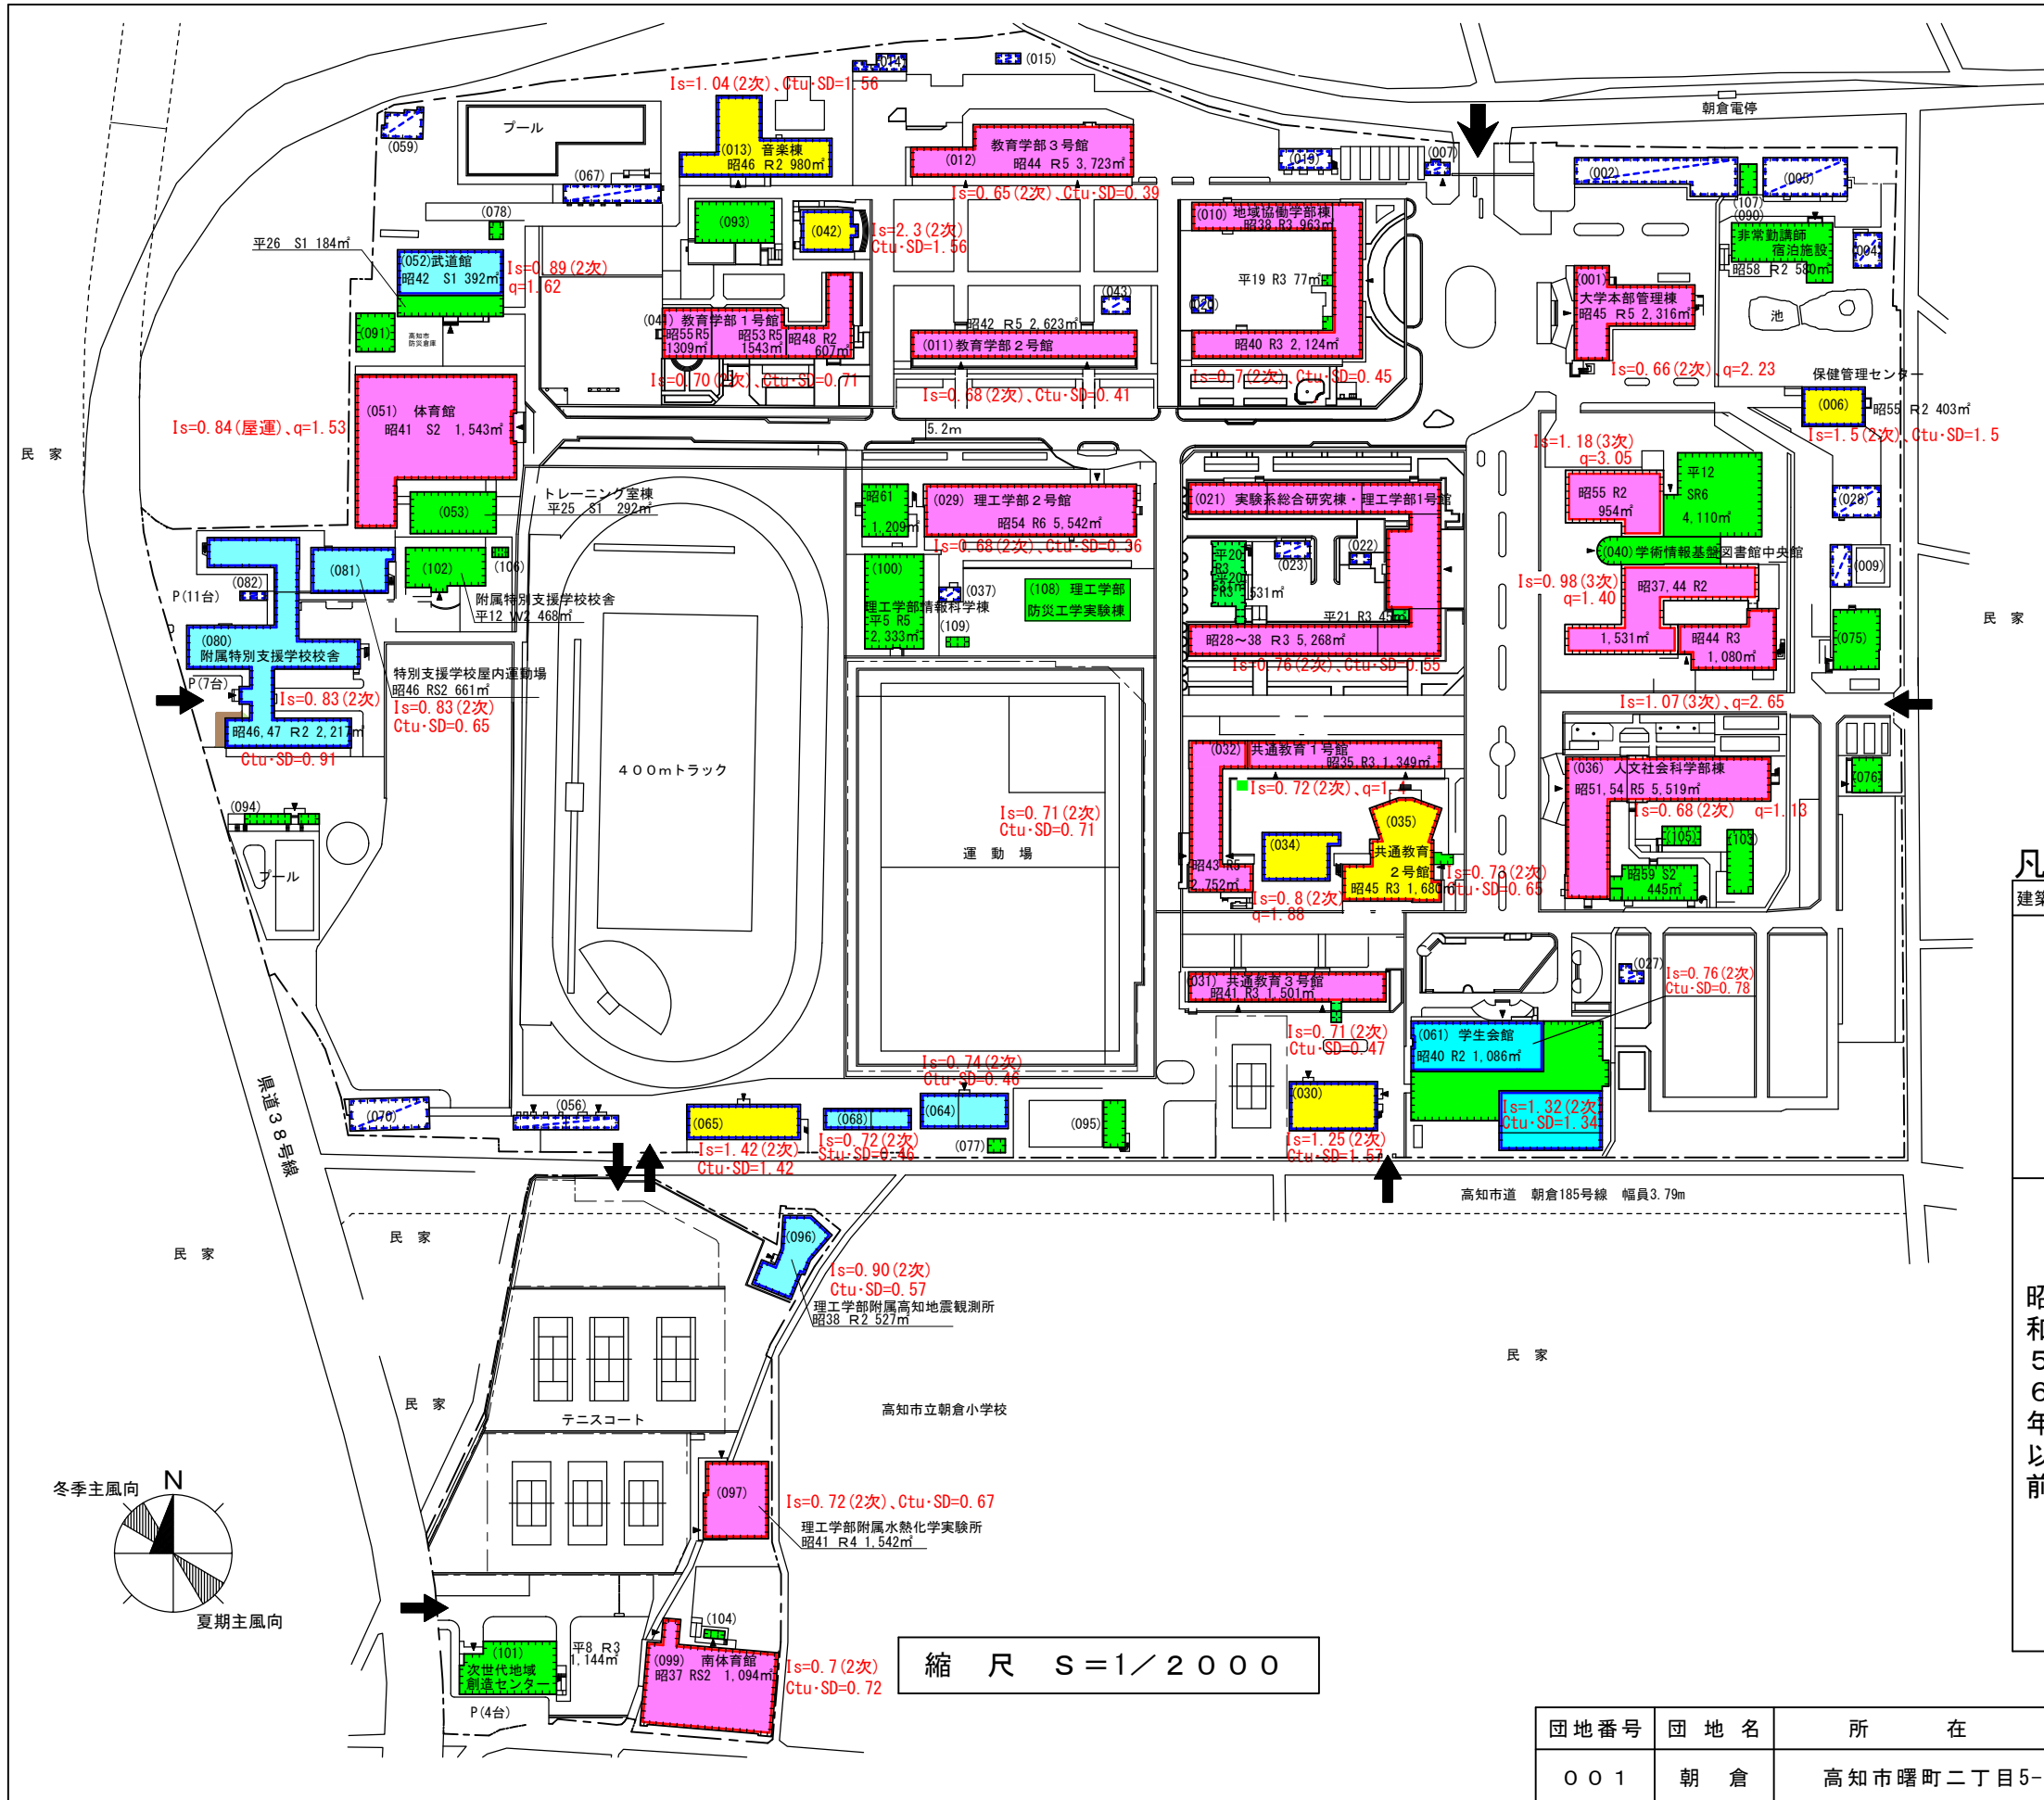 (014)
(015)
Is=1.04(2次)、Ctu･SD=1.56
朝倉電停
プール
(059)
(013) 音楽棟
昭46 R2 980㎡
教育学部３号館
(012)
昭44 R5 3,723㎡
Is=0.65(2次)、Ctu･SD=0.39
(019)
(007)
(002)
(005)
(107)
(090)
非常勤講師
宿泊施設
昭58 R2 580㎡
(004)
(067)
(078)
(093)
(042)
Is=2.3(2次)
Ctu･SD=1.56
(010) 地域協働学部棟
昭38 R3,963㎡
平19 R3 77㎡
昭40 R3 2,124㎡
Is=0.7(2次)、Ctu･SD=0.45
平26 S1 184㎡
(052)武道館
昭42 S1 392㎡
Is=0.89(2次)
q=1.62
(091)
高知市
防災倉庫
(041) 教育学部１号館
昭55 R5
1309㎡
昭53 R5
1543㎡
昭48 R2
607㎡
Is=0.70(2次)、Ctu･SD=0.71
(043)
昭42 R5 2,623㎡
(011)教育学部２号館
Is=0.68(2次)、Ctu･SD=0.41
(001)
大学本部管理棟
昭45 R5 2,316㎡
Is=0.66(2次)、q=2.23
池
保健管理センター
(006)
昭55 R2 403㎡
Is=1.5(2次)、Ctu･SD=1.5
民 家
(051) 体育館
昭41 S2 1,543㎡
Is=0.84(屋運)、q=1.53
5.2m
(053)
トレーニング室棟
平25 S1 292㎡
昭61
1,209㎡
(029) 理工学部２号館
昭54 R6 5,542㎡
Is=0.68(2次)、Ctu･SD=0.36
(021) 実験系総合研究棟・理工学部1号館
平20
R3
(023)
(022)
平21 R3 45㎡
昭28～38 R3 5,268㎡
Is=0.76(2次)、Ctu･SD=0.55
Is=1.18(3次)
q=3.05
昭55 R2
954㎡
平12
SR6
4,110㎡
(040)学術情報基盤図書館中央館
Is=0.98(3次)
q=1.40
昭37,44 R2
1,531㎡
昭44 R3
1,080㎡
Is=1.07(3次)、q=2.65
(028)
(009)
(075)
民 家
(081)
(082)
P(11台)
(102)
(106)
附属特別支援学校校舎
平12 W2 468㎡
(080)
附属特別支援学校校舎
P(7台)
特別支援学校屋内運動場
昭46 RS2 661㎡
Is=0.83(2次)
Ctu･SD=0.65
Is=0.83(2次)
昭46,47 R2 2,217㎡
Ctu･SD=0.91
(100)
理工学部情報科学棟
平5 R5
2,333㎡
(037)
(109)
(108) 理工学部
防災工学実験棟
４００ｍトラック
Is=0.71(2次)
Ctu･SD=0.71
運 動 場
(094)
プール
(032) 共通教育１号館
昭35 R3 1,349㎡
昭43 R5
2,752㎡
(034)
Is=0.8(2次)
q=1.88
(035)
共通教育
２号館
昭45 R3 1,680㎡
Is=0.73(2次)
Ctu･SD=0.65
(036) 人文社会科学部棟
昭51,54 R5 5,519㎡
Is=0.68(2次) q=1.13
(076)
(105)
(103)
昭59 S2
445㎡
(031) 共通教育３号館
昭41 R3 1,501㎡
Is=0.71(2次)
Ctu･SD=0.47
(027)
Is=0.76(2次)
Ctu･SD=0.78
(061) 学生会館
昭40 R2 1,086㎡
Is=1.32(2次)
Ctu･SD=1.34
(030)
Is=1.25(2次)
Ctu･SD=1.57
Is=0.74(2次)
Ctu･SD=0.46
(070)
(056)
(065)
Is=1.42(2次)
Ctu･SD=1.42
(068)
Is=0.72(2次)
Stu･SD=0.46
(064)
(077)
(095)
県道３８号線
高知市道 朝倉185号線 幅員3.79m
民 家
民 家
(096)
Is=0.90(2次)
Ctu･SD=0.57
理工学部附属高知地震観測所
昭38 R2 527㎡
民 家
民 家
テニスコート
高知市立朝倉小学校
(097)
Is=0.72(2次)、Ctu･SD=0.67
理工学部附属水熱化学実験所
昭41 R4 1,542㎡
冬季主風向
N
夏期主風向
(101)
次世代地域
創造センター
平8 R3
1,144㎡
P(4台)
(104)
(099) 南体育館
昭37 RS2 1,094㎡
Is=0.7(2次)
Ctu･SD=0.72
縮 尺 Ｓ＝1／２０００
凡
建築
昭
和
５
６
年
以
前
団地番号 団 地 名 所 在
００１ 朝 倉 高知市曙町二丁目5-